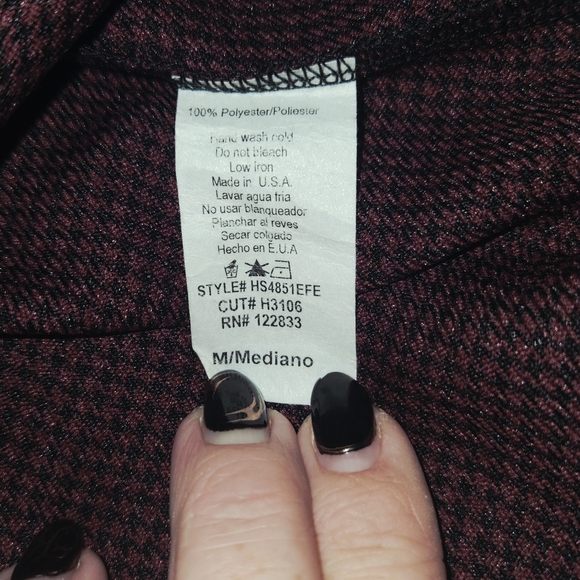 100% Polyester/Poliester
Hand wash cold
Do not bleach
Low iron
Made in U.S.A.
Lavar agua fria
No usar blanqueador
Planchar al reves
Secar colgado
Hecho en E.U.A
STYLE# HS4851EFE
CUT# H3106
RN# 122833
M/Mediano